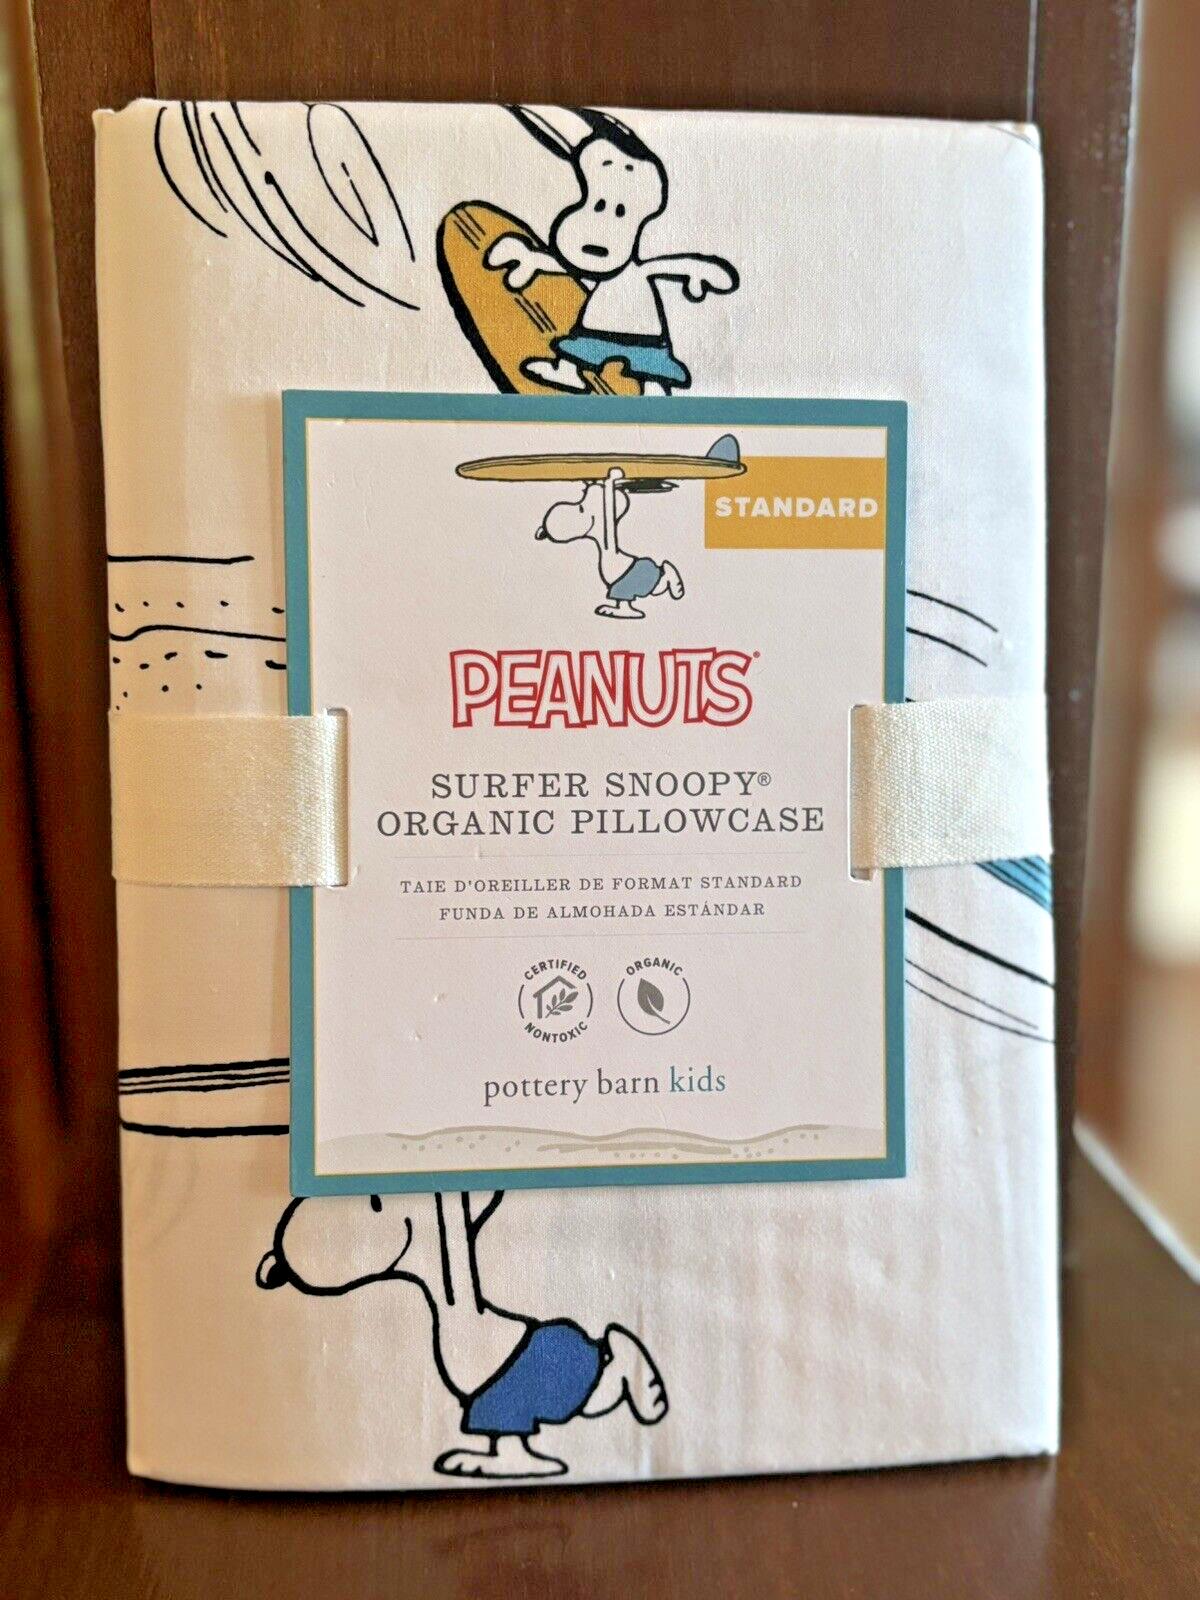 STANDARD
PEANUTS®
SURFER SNOOPY®
ORGANIC PILLOWCASE
TAIE D'OREILLER DE FORMAT STANDARD
FUNDA DE ALMOHADA ESTÁNDAR
CERTIFIED
NONTOXIC
ORGANIC
pottery barn kids